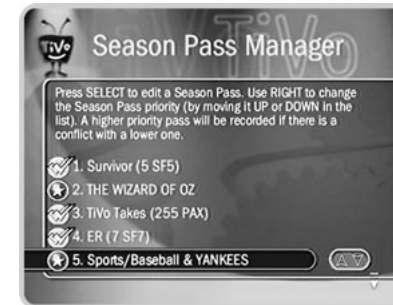 TiVo
TiVo
Season Pass Manager
Press SELECT to edit a Season Pass. Use RIGHT to change
the Season Pass priority (by moving it UP or DOWN in the
list). A higher priority pass will be recorded if there is a
conflict with a lower one.
1. Survivor (5 SF5)
2. THE WIZARD OF OZ
3. TiVo Takes (255 PAX)
4. ER (7 SF7)
5. Sports/Baseball & YANKEES